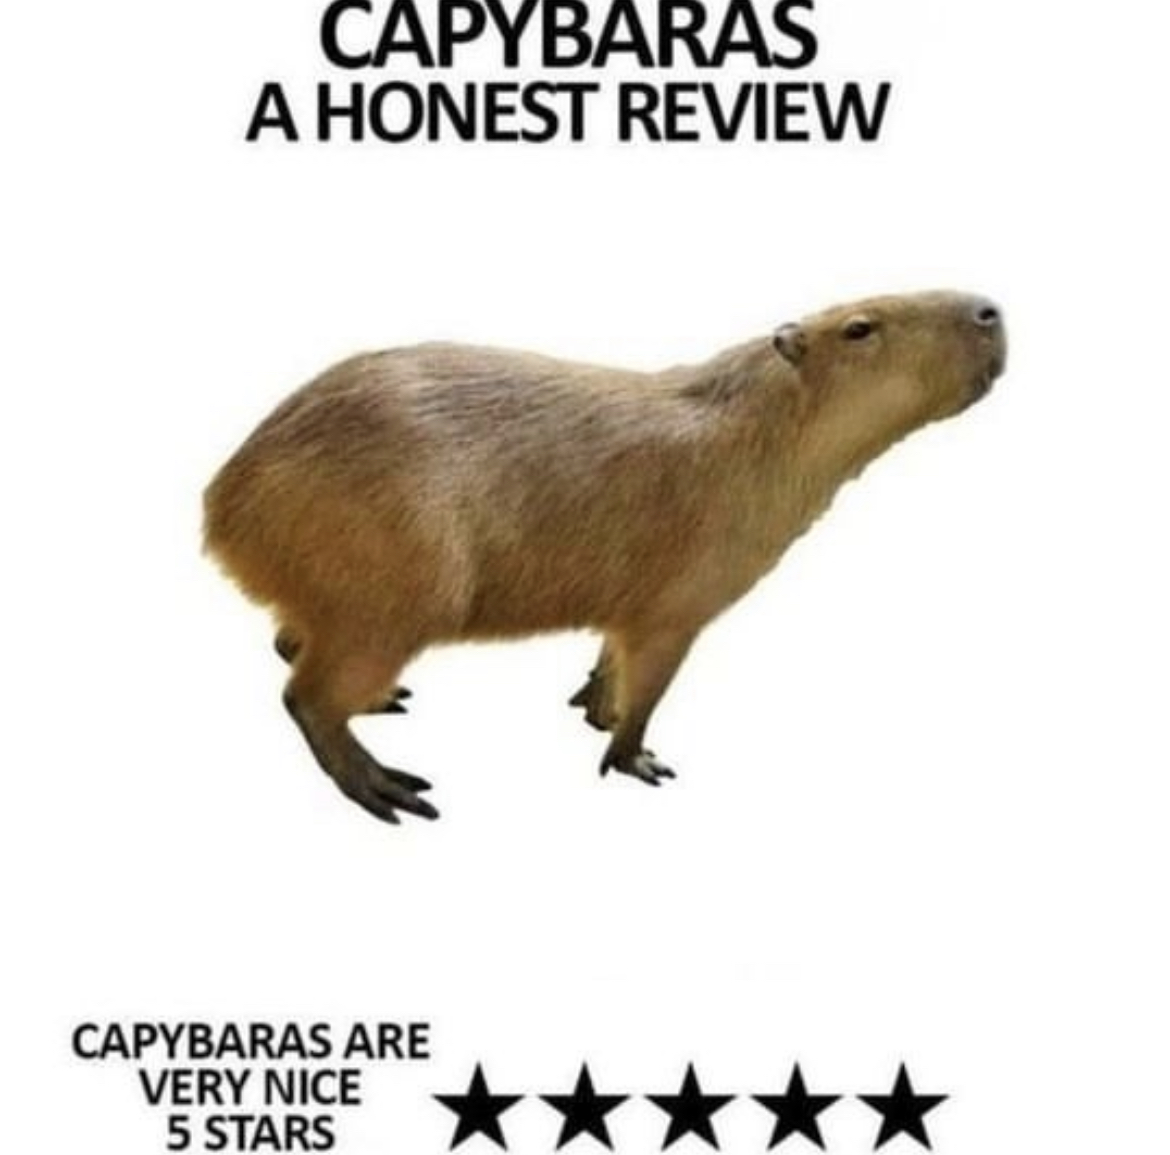 CAPYBARAS
A HONEST REVIEW
CAPYBARAS ARE
VERY NICE
5 STARS